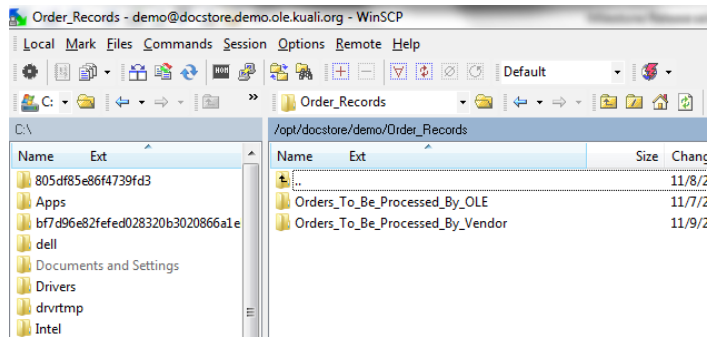 Order_Records - demo@docstore.demo.ole.kuali.org - WinSCP
Local Mark Files Commands Session Options Remote Help
Default
C: Order_Records
C:\ /opt/docstore/demo/Order_Records
Name Ext Name Ext Size Chang
805df85e86f4739fd3 .. 11/8/2
Apps Orders_To_Be_Processed_By_OLE 11/7/2
bf7d96e82fefed028320b3020866a1e Orders_To_Be_Processed_By_Vendor 11/9/2
dell
Documents and Settings
Drivers
drvrtmp
Intel